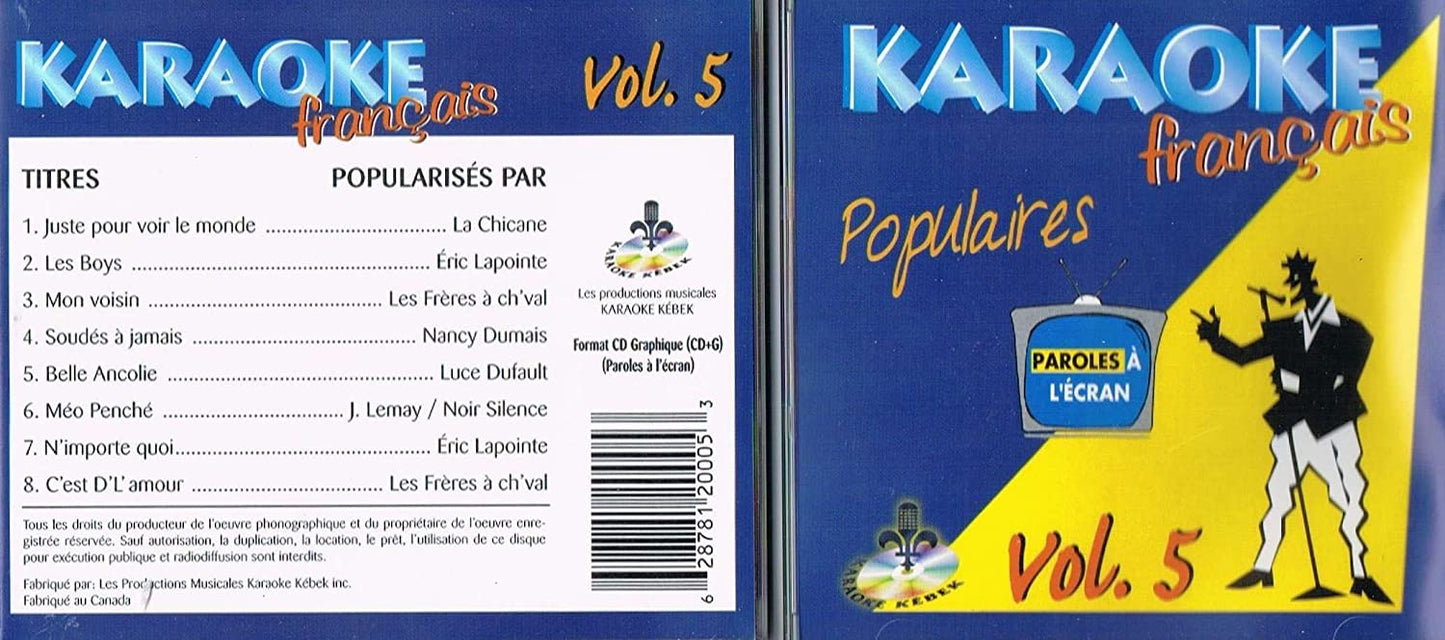 KARAOKE
français
Vol. 5
TITRES POPULARISÉS PAR
1. Juste pour voir le monde ................................ La Chicane
2. Les Boys .................................................... Éric Lapointe
3. Mon voisin ......................................... Les Frères à ch'val
4. Soudés à jamais ........................................ Nancy Dumais
5. Belle Ancolie ............................................... Luce Dufault
6. Méo Penché ................................ J. Lemay / Noir Silence
7. N'importe quoi............................................. Éric Lapointe
8. C'est D'L'amour .................................. Les Frères à ch'val
Tous les droits du producteur de l'oeuvre phonographique et du propriétaire de l'oeuvre enre-
gistrée réservée. Sauf autorisation, la duplication, la location, le prêt, l'utilisation de ce disque
pour exécution publique et radiodiffusion sont interdits.
Fabriqué par: Les Productions Musicales Karaoke Kébek inc.
Fabriqué au Canada
KARAOKE KEBEK
Les productions musicales
KARAOKE KÉBEK
Format CD Graphique (CD+G)
(Paroles à l'écran)
6 28781 20005 3
KARAOKE
français
Populaires
PAROLES À
L'ÉCRAN
KARAOKE KEBEK
Vol. 5